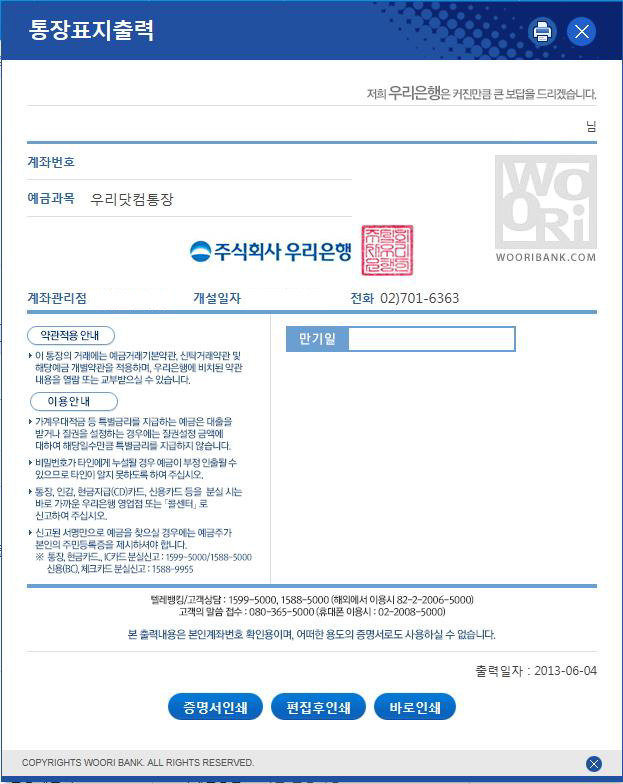 통장표지출력
저희 우리은행은 커진만큼 큰 보답을 드리겠습니다.
님
계좌번호
예금과목 우리닷컴통장
WOORi
WOORIBANK.COM
주식회사 우리은행
계좌관리점 개설일자 전화 02)701-6363
약관적용 안내
이 통장의 거래에는 예금거래기본약관, 신탁거래약관 및
해당예금 개별약관을 적용하며, 우리은행에 비치된 약관
내용을 열람 또는 교부받으실 수 있습니다.
이용안내
가계우대적금 등 특별금리를 지급하는 예금은 대출을
받거나 질권을 설정하는 경우에는 질권설정 금액에
대하여 해당일수만큼 특별금리를 지급하지 않습니다.
비밀번호가 타인에게 누설될 경우 예금이 부정 인출될 수
있으므로 타인이 알지 못하도록 하여 주십시오.
통장, 인감, 현금지급(CD)카드, 신용카드 등을 분실 시는
바로 가까운 우리은행 영업점 또는 「콜센터」로
신고하여 주십시오.
신고된 서명만으로 예금을 찾으실 경우에는 예금주가
본인의 주민등록증을 제시하셔야 합니다.
※ 통장, 현금카드., IC카드 분실신고 : 1599-5000/1588-5000
신용(BC), 체크카드 분실신고 : 1588-9955
만기일
텔레뱅킹/고객상담 : 1599-5000, 1588-5000 (해외에서 이용시 82-2-2006-5000)
고객의 말씀 접수 : 080-365-5000 (휴대폰 이용시 : 02-2008-5000)
본 출력내용은 본인계좌번호 확인용이며, 어떠한 용도의 증명서로도 사용하실 수 없습니다.
출력일자 : 2013-06-04
증명서인쇄 편집후인쇄 바로인쇄
COPYRIGHTS WOORI BANK. ALL RIGHTS RESERVED.